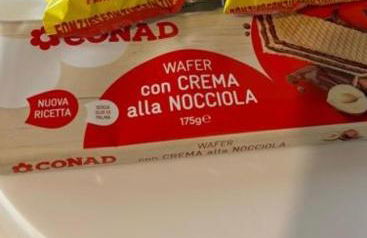 CONAD
WAFER
con CREMA
alla NOCCIOLA
175g℮
NUOVA
RICETTA
SENZA
OLIO DI
PALMA
CONAD
WAFER
con CREMA alla NOCCIOLA